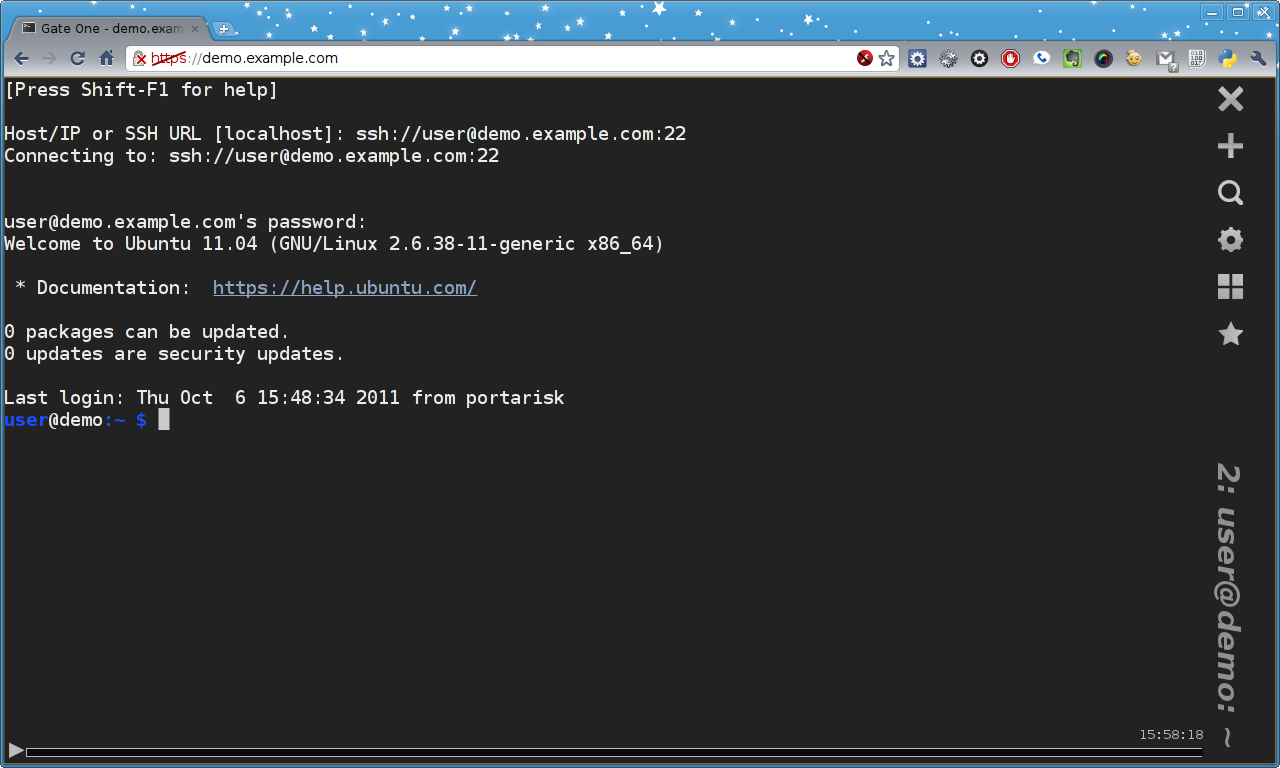 Gate One - demo.exam
https://demo.example.com
[Press Shift-F1 for help]
Host/IP or SSH URL [localhost]: ssh://user@demo.example.com:22
Connecting to: ssh://user@demo.example.com:22
user@demo.example.com's password:
Welcome to Ubuntu 11.04 (GNU/Linux 2.6.38-11-generic x86_64)
 * Documentation:  https://help.ubuntu.com/
0 packages can be updated.
0 updates are security updates.
Last login: Thu Oct  6 15:48:34 2011 from portarisk
user@demo:~ $
2: user@demo: ~
15:58:18